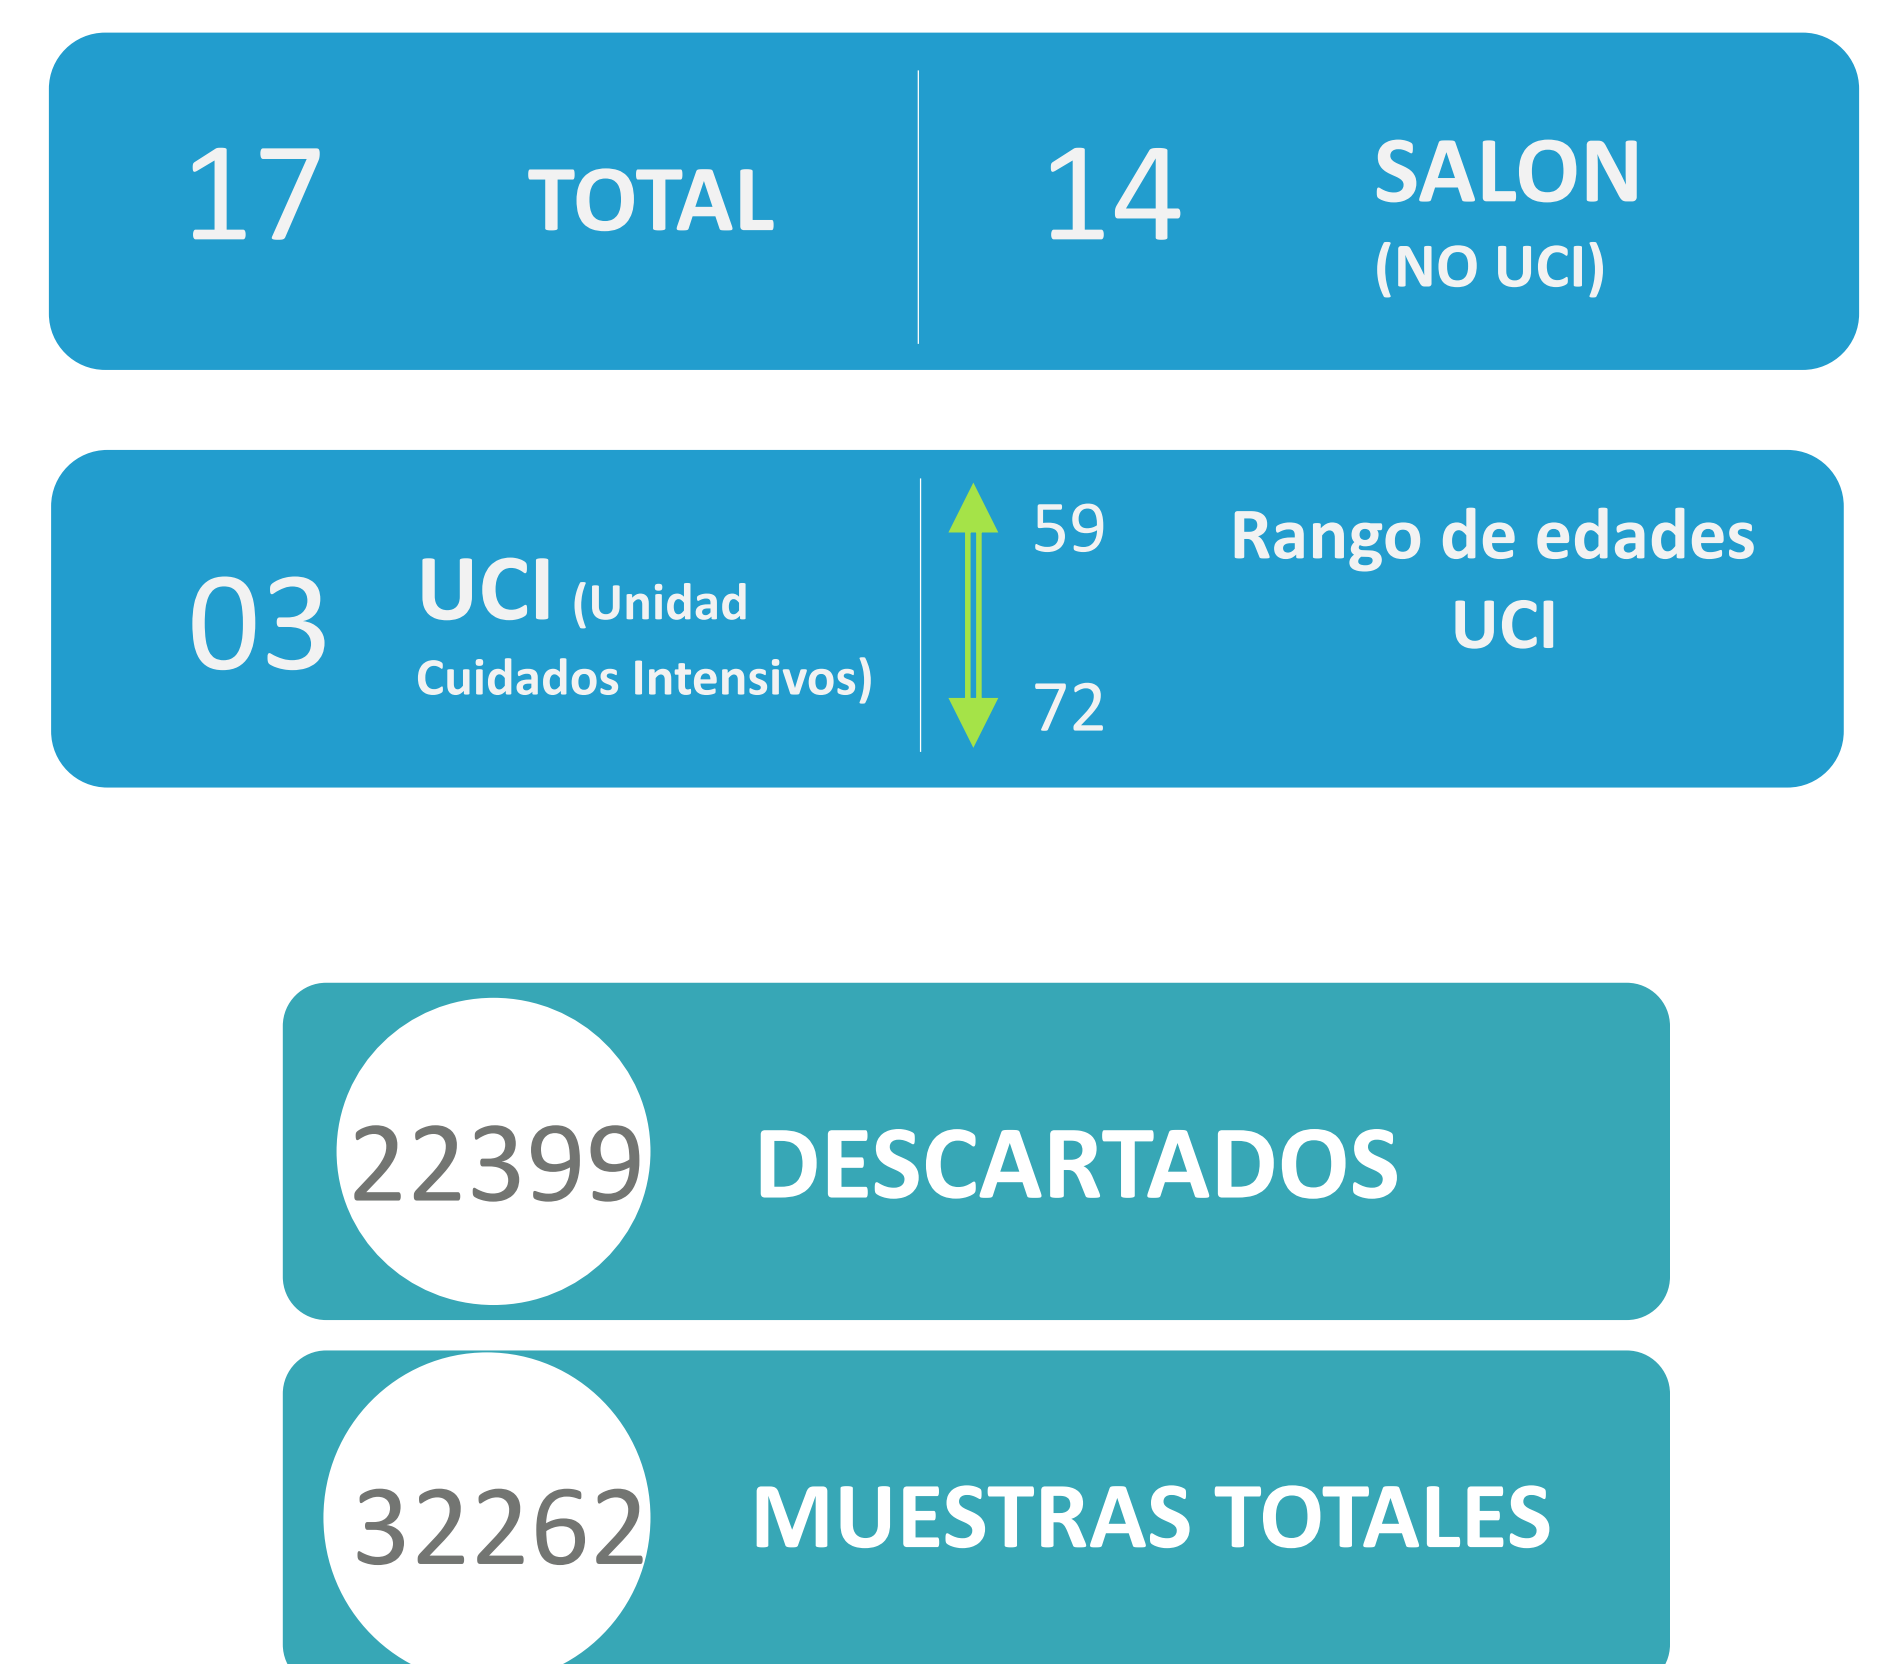 17 TOTAL 14 SALON
(NO UCI)
03 UCI (Unidad
Cuidados Intensivos)
59 Rango de edades
UCI
72
22399 DESCARTADOS
32262 MUESTRAS TOTALES